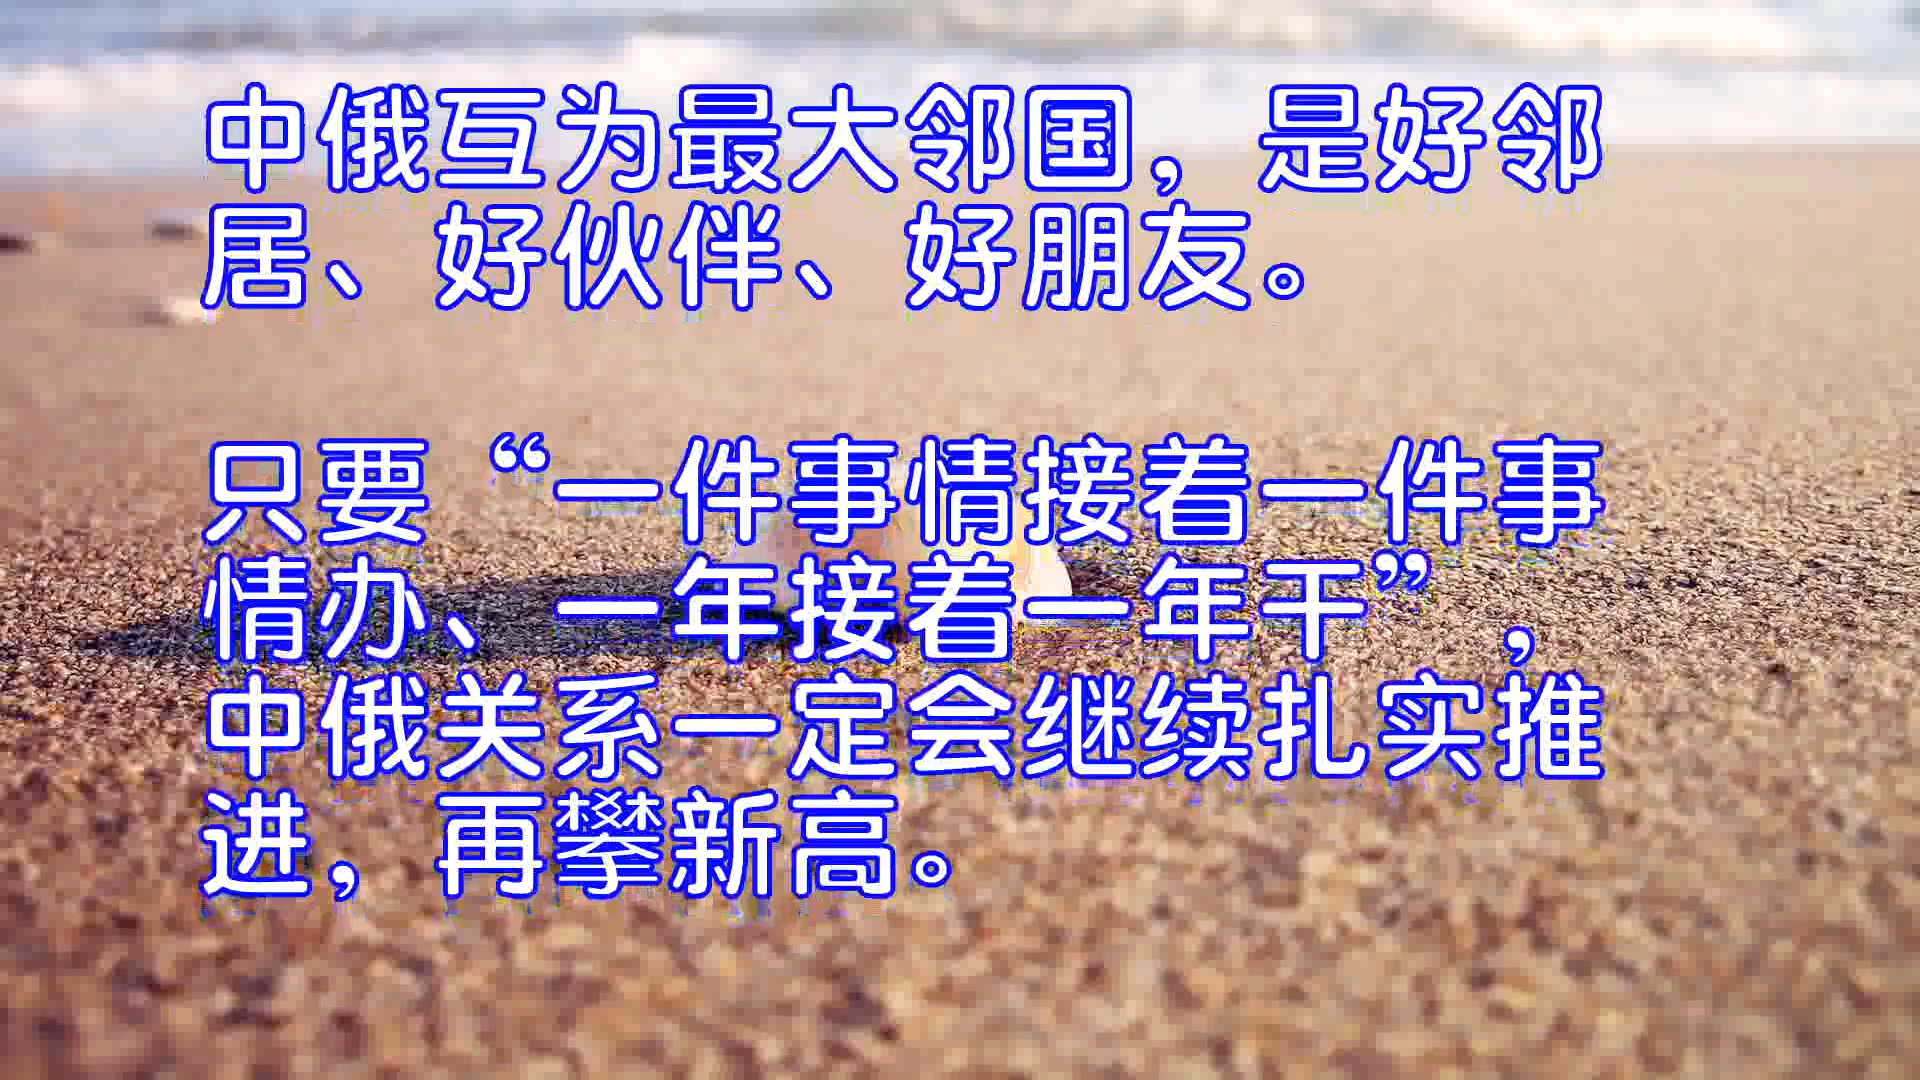 中俄互为最大邻国，是好邻
居、好伙伴、好朋友。
只要“一件事情接着一件事
情办、一年接着一年干”，
中俄关系一定会继续扎实推
进，再攀新高。